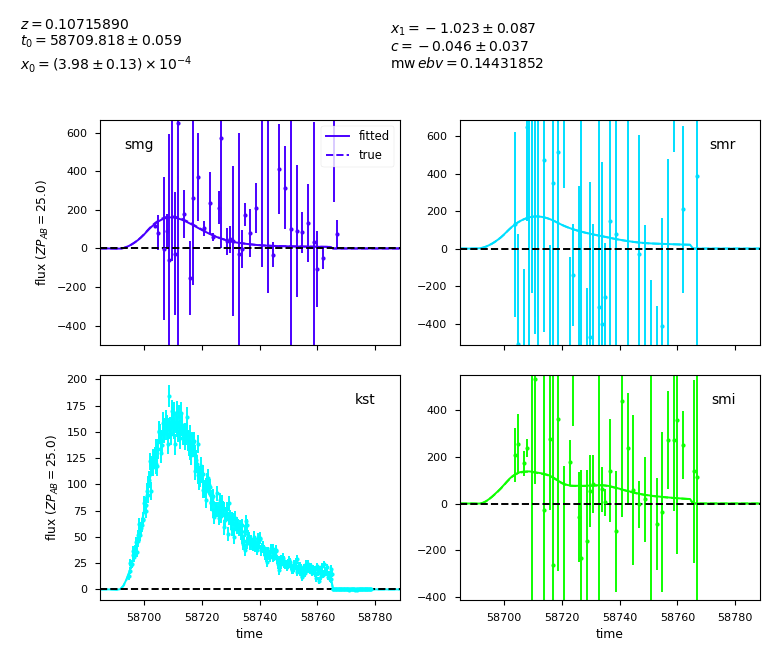 z = 0.10715890
t0 = 58709.818 ± 0.059
x0 = (3.98 ± 0.13) × 10^−4
x1 = −1.023 ± 0.087
c = −0.046 ± 0.037
mw ebv = 0.14431852
smg
fitted
true
600
400
200
0
−200
−400
flux (ZP_AB = 25.0)
smr
600
400
200
0
−200
−400
kst
200
175
150
125
100
75
50
25
0
flux (ZP_AB = 25.0)
58700 58720 58740 58760 58780
time
smi
400
200
0
−200
−400
58700 58720 58740 58760 58780
time